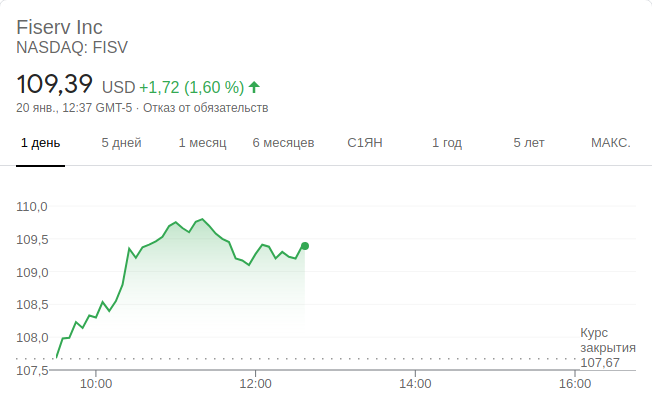 Fiserv Inc
NASDAQ: FISV
109,39 USD +1,72 (1,60 %)
20 янв., 12:37 GMT-5 · Отказ от обязательств
1 день 5 дней 1 месяц 6 месяцев С1ЯН 1 год 5 лет МАКС.
110,0
109,5
109,0
108,5
108,0
107,5
Курс
закрытия
107,67
10:00 12:00 14:00 16:00